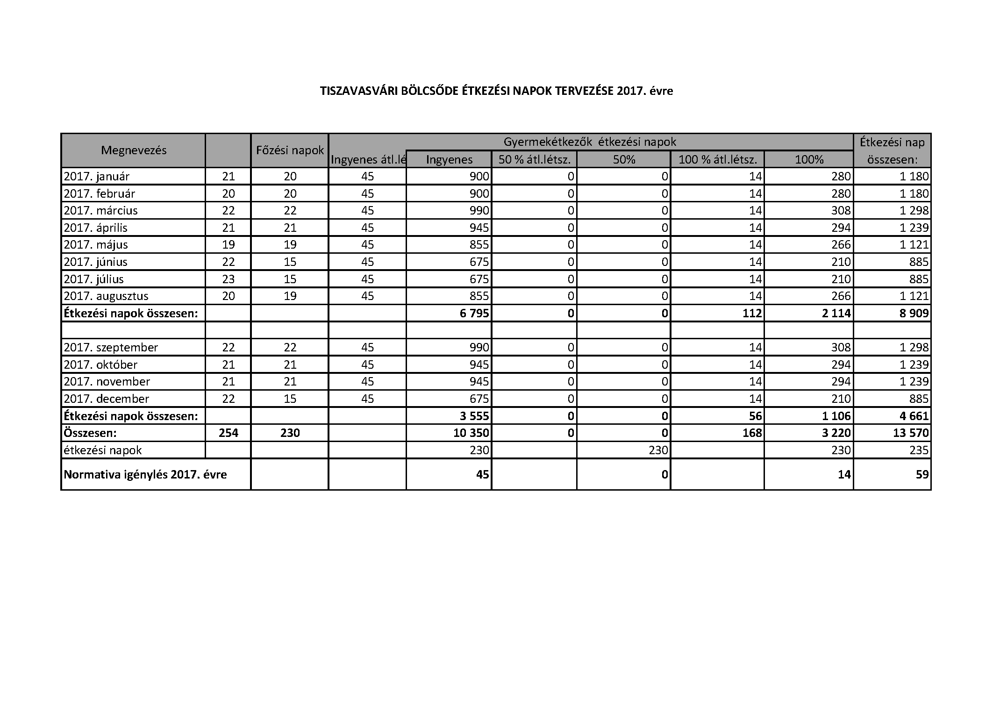 TISZAVASVÁRI BÖLCSŐDE ÉTKEZÉSI NAPOK TERVEZÉSE 2017. évre
Megnevezés Főzési napok Gyermekétkezők étkezési napok Étkezési nap
Ingyenes átl.lé Ingyenes 50 % átl.létsz. 50% 100 % átl.létsz. 100% összesen:
2017. január 21 20 45 900 0 0 14 280 1 180
2017. február 20 20 45 900 0 0 14 280 1 180
2017. március 22 22 45 990 0 0 14 308 1 298
2017. április 21 21 45 945 0 0 14 294 1 239
2017. május 19 19 45 855 0 0 14 266 1 121
2017. június 22 15 45 675 0 0 14 210 885
2017. július 23 15 45 675 0 0 14 210 885
2017. augusztus 20 19 45 855 0 0 14 266 1 121
Étkezési napok összesen: 6 795 0 0 112 2 114 8 909
2017. szeptember 22 22 45 990 0 0 14 308 1 298
2017. október 21 21 45 945 0 0 14 294 1 239
2017. november 21 21 45 945 0 0 14 294 1 239
2017. december 22 15 45 675 0 0 14 210 885
Étkezési napok összesen: 3 555 0 0 56 1 106 4 661
Összesen: 254 230 10 350 0 0 168 3 220 13 570
étkezési napok 230 230 230 235
Normativa igénylés 2017. évre 45 0 14 59